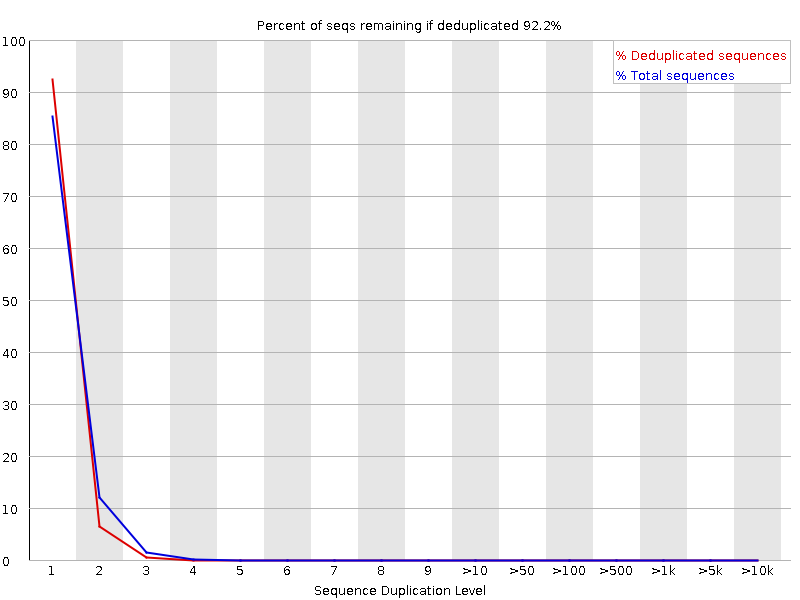 Percent of seqs remaining if deduplicated 92.2%
% Deduplicated sequences
% Total sequences
100
90
80
70
60
50
40
30
20
10
0
1 2 3 4 5 6 7 8 9 >10 >50 >100 >500 >1k >5k >10k
Sequence Duplication Level